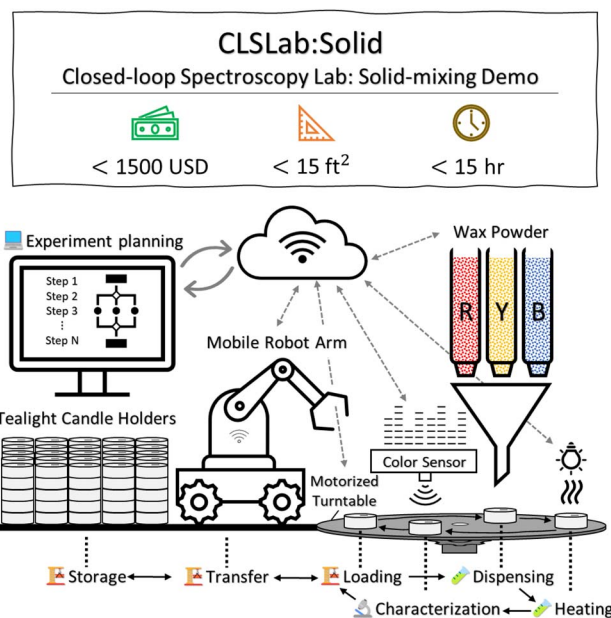 CLSLab:Solid
Closed-loop Spectroscopy Lab: Solid-mixing Demo
< 1500 USD
< 15 ft²
< 15 hr
Experiment planning
Wax Powder
Step 1
Step 2
Step 3
⋮
Step N
R
Y
B
Mobile Robot Arm
Tealight Candle Holders
Color Sensor
Motorized
Turntable
Storage
Transfer
Loading
Dispensing
Characterization
Heating